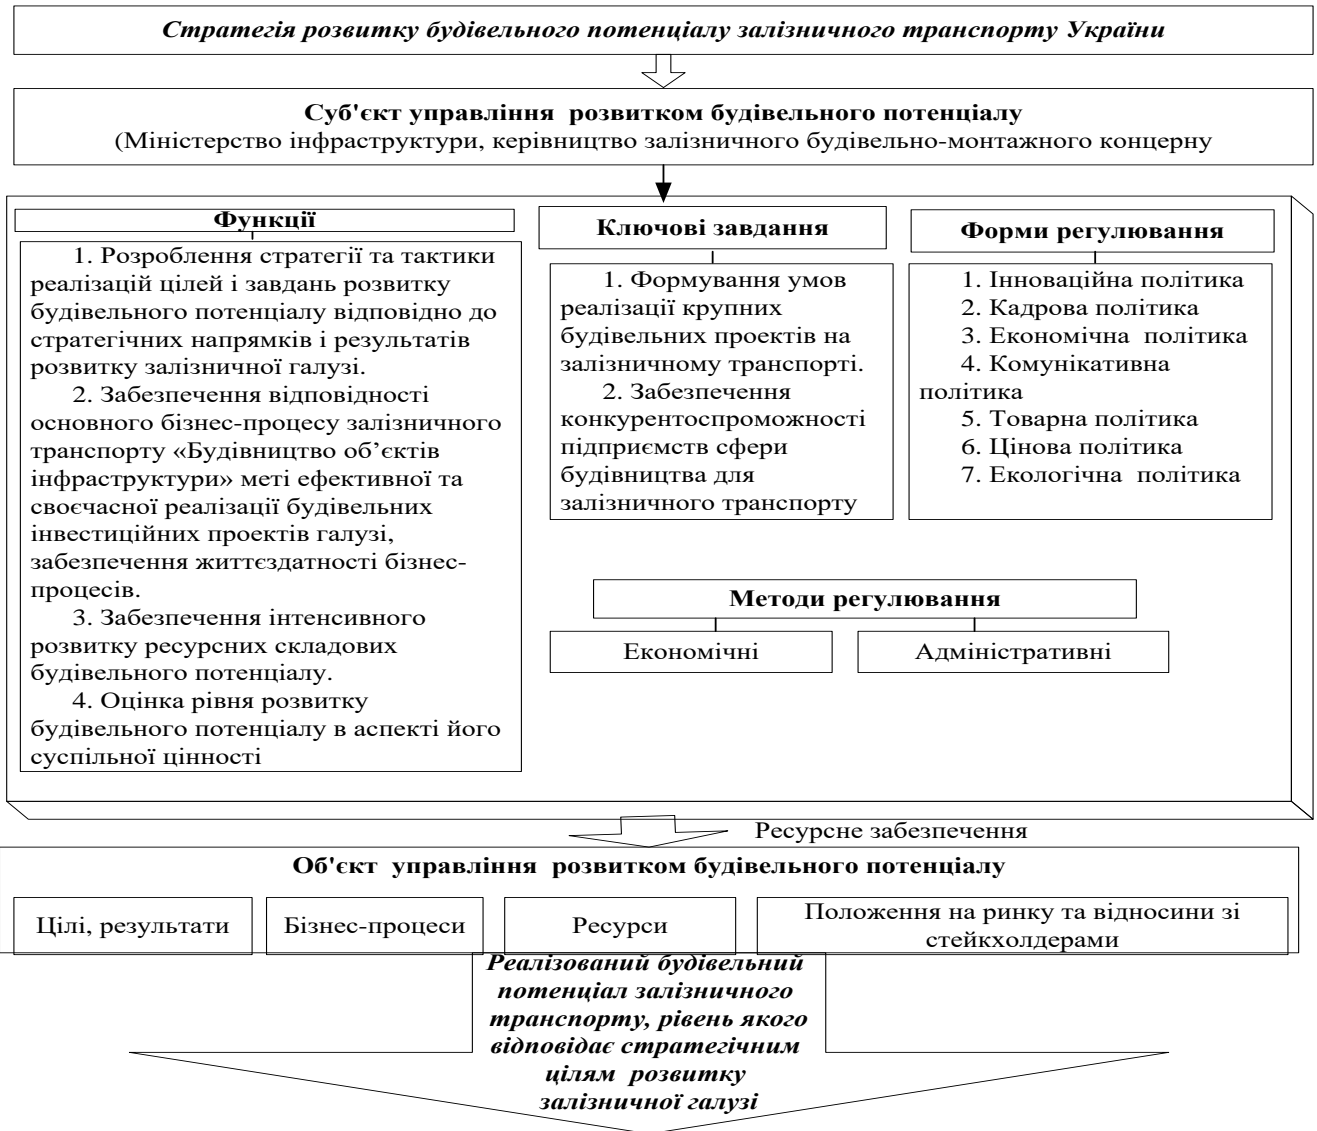 Стратегія розвитку будівельного потенціалу залізничного транспорту України
Суб'єкт управління розвитком будівельного потенціалу
(Міністерство інфраструктури, керівництво залізничного будівельно-монтажного концерну
Функції
1. Розроблення стратегії та тактики
реалізацій цілей і завдань розвитку
будівельного потенціалу відповідно до
стратегічних напрямків і результатів
розвитку залізничної галузі.
2. Забезпечення відповідності
основного бізнес-процесу залізничного
транспорту «Будівництво об’єктів
інфраструктури» меті ефективної та
своєчасної реалізації будівельних
інвестиційних проектів галузі,
забезпечення життєздатності бізнес-
процесів.
3. Забезпечення інтенсивного
розвитку ресурсних складових
будівельного потенціалу.
4. Оцінка рівня розвитку
будівельного потенціалу в аспекті його
суспільної цінності
Ключові завдання
1. Формування умов
реалізації крупних
будівельних проектів на
залізничному транспорті.
2. Забезпечення
конкурентоспроможності
підприємств сфери
будівництва для
залізничного транспорту
Форми регулювання
1. Інноваційна політика
2. Кадрова політика
3. Економічна політика
4. Комунікативна
політика
5. Товарна політика
6. Цінова політика
7. Екологічна політика
Методи регулювання
Економічні
Адміністративні
Ресурсне забезпечення
Об'єкт управління розвитком будівельного потенціалу
Цілі, результати
Бізнес-процеси
Ресурси
Положення на ринку та відносини зі
стейкхолдерами
Реалізований будівельний
потенціал залізничного
транспорту, рівень якого
відповідає стратегічним
цілям розвитку
залізничної галузі